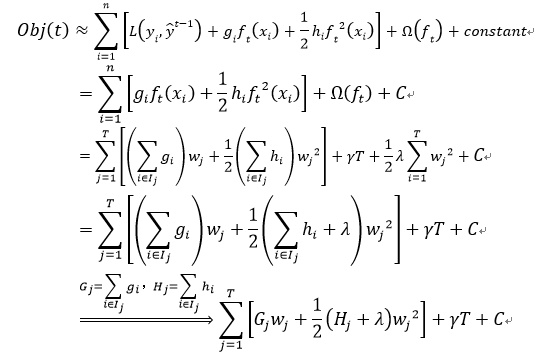 Obj(t) ≈ ∑_{i=1}^{n} [L(y_i, ŷ^{t−1}) + g_i f_t(x_i) + 1/2 h_i f_t²(x_i)] + Ω(f_t) + constant↵
= ∑_{i=1}^{n} [g_i f_t(x_i) + 1/2 h_i f_t²(x_i)] + Ω(f_t) + C↵
= ∑_{j=1}^{T} [(∑_{i∈I_j} g_i) w_j + 1/2 (∑_{i∈I_j} h_i) w_j²] + γT + 1/2 λ ∑_{i=1}^{T} w_j² + C↵
= ∑_{j=1}^{T} [(∑_{i∈I_j} g_i) w_j + 1/2 (∑_{i∈I_j} h_i + λ) w_j²] + γT + C↵
G_j=∑_{i∈I_j} g_i, H_j=∑_{i∈I_j} h_i ⟹ ∑_{j=1}^{T} [G_j w_j + 1/2 (H_j + λ) w_j²] + γT + C↵